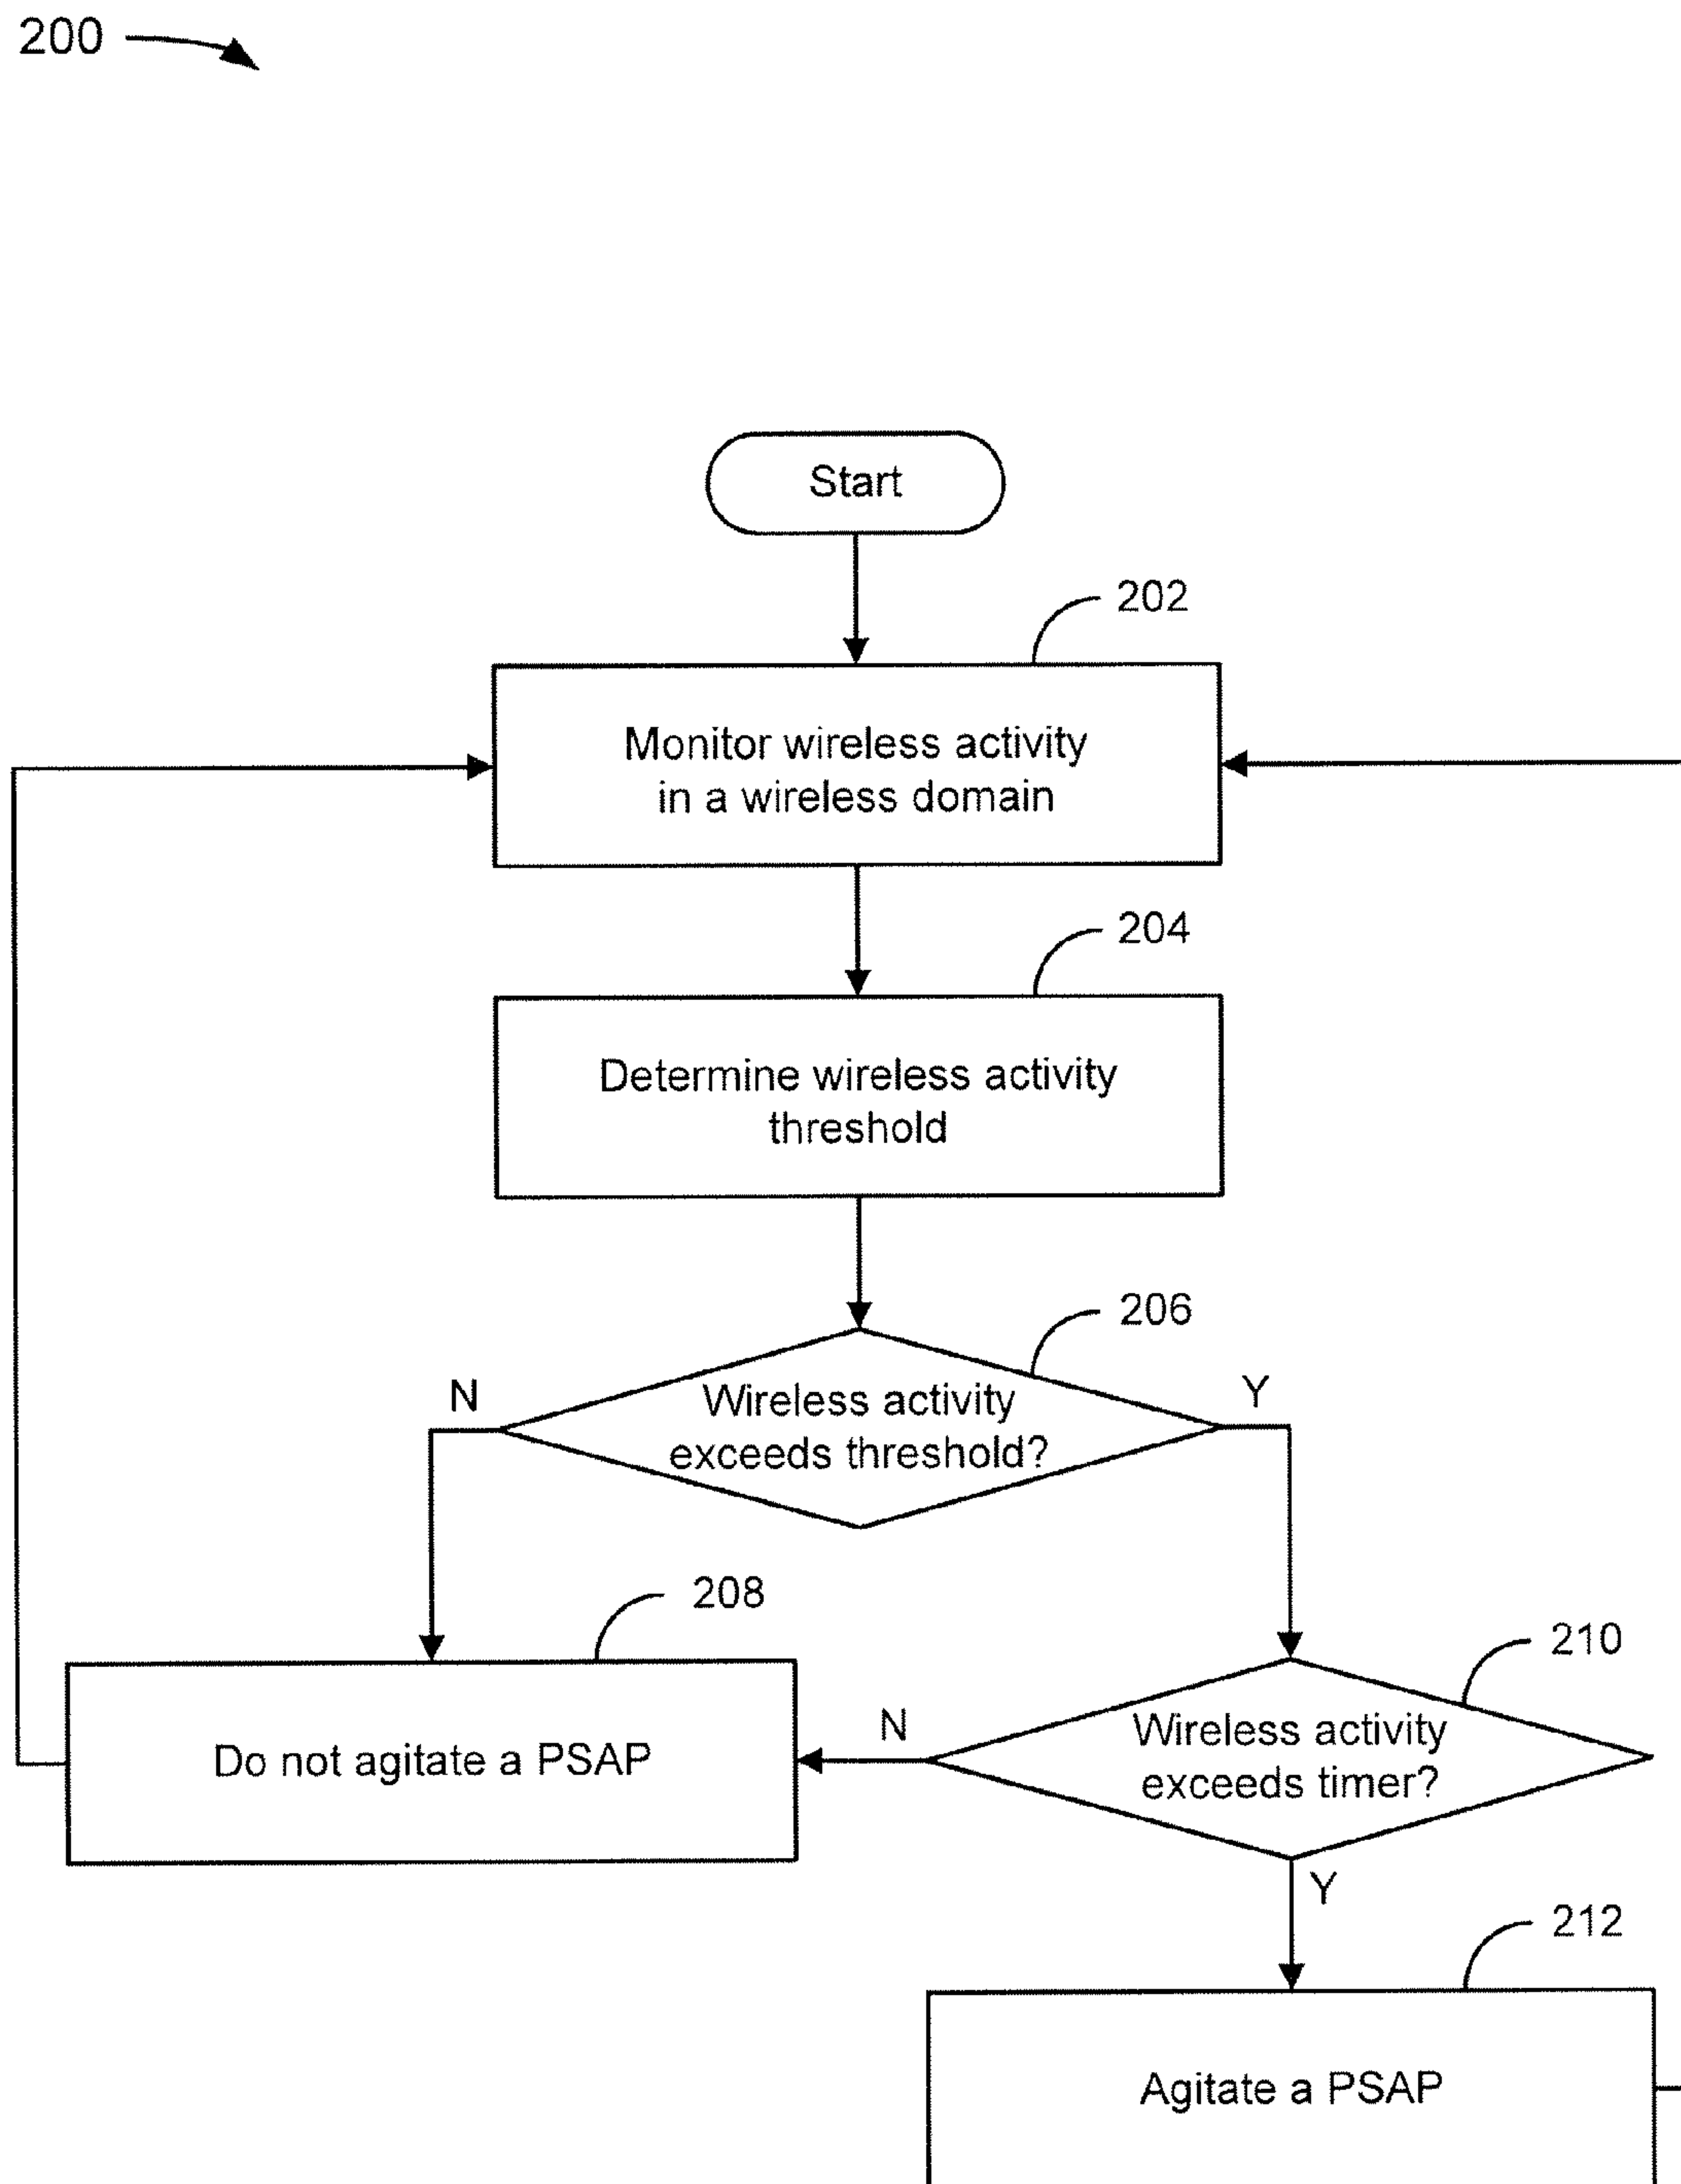 200
Start
202
Monitor wireless activity
in a wireless domain
204
Determine wireless activity
threshold
206
N
Y
Wireless activity
exceeds threshold?
208
210
Do not agitate a PSAP
N
Wireless activity
exceeds timer?
Y
212
Agitate a PSAP